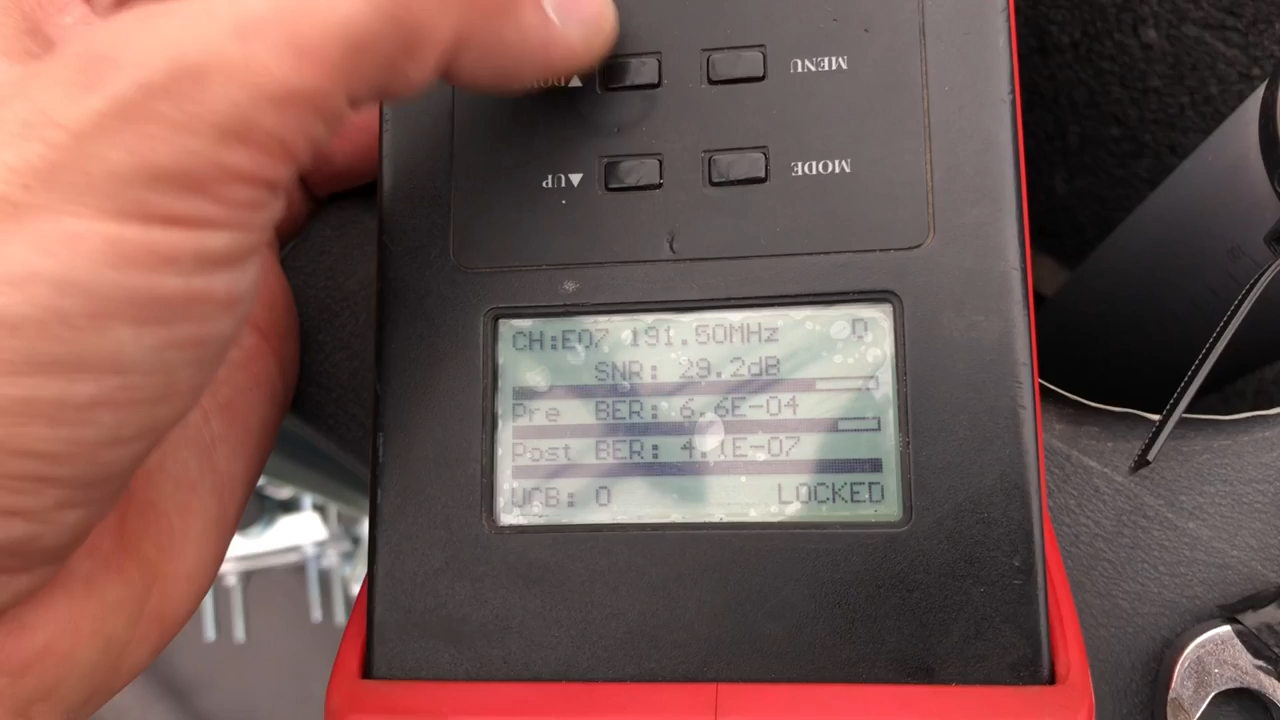 MENU
MODE
▲UP
CH:E07 191.50MHz D
SNR: 29.2dB
Pre BER: 6.6E-04
Post BER: 4.1E-07
UCB: 0 LOCKED